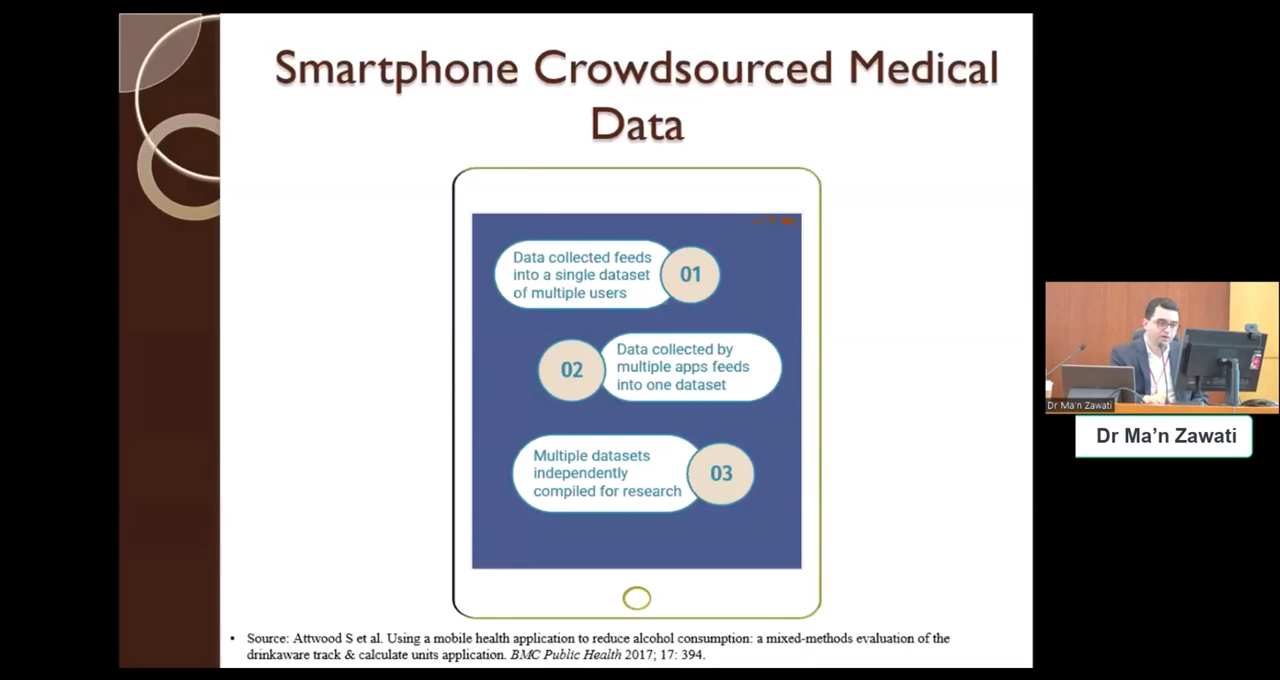 Smartphone Crowdsourced Medical
Data
Data collected feeds
into a single dataset
of multiple users
01
02
Data collected by
multiple apps feeds
into one dataset
Multiple datasets
independently
compiled for research
03
• Source: Attwood S et al. Using a mobile health application to reduce alcohol consumption: a mixed-methods evaluation of the
drinkaware track & calculate units application. BMC Public Health 2017; 17: 394.
Dr Ma'n Zawati
Dr Ma’n Zawati